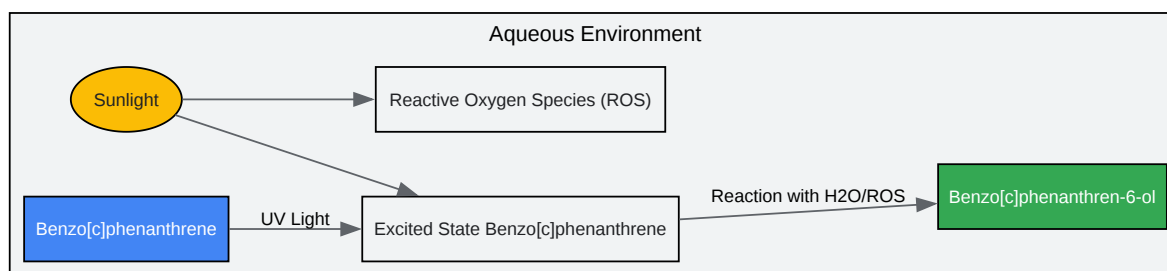 Aqueous Environment
Sunlight
Reactive Oxygen Species (ROS)
Benzo[c]phenanthrene
UV Light
Excited State Benzo[c]phenanthrene
Reaction with H2O/ROS
Benzo[c]phenanthren-6-ol